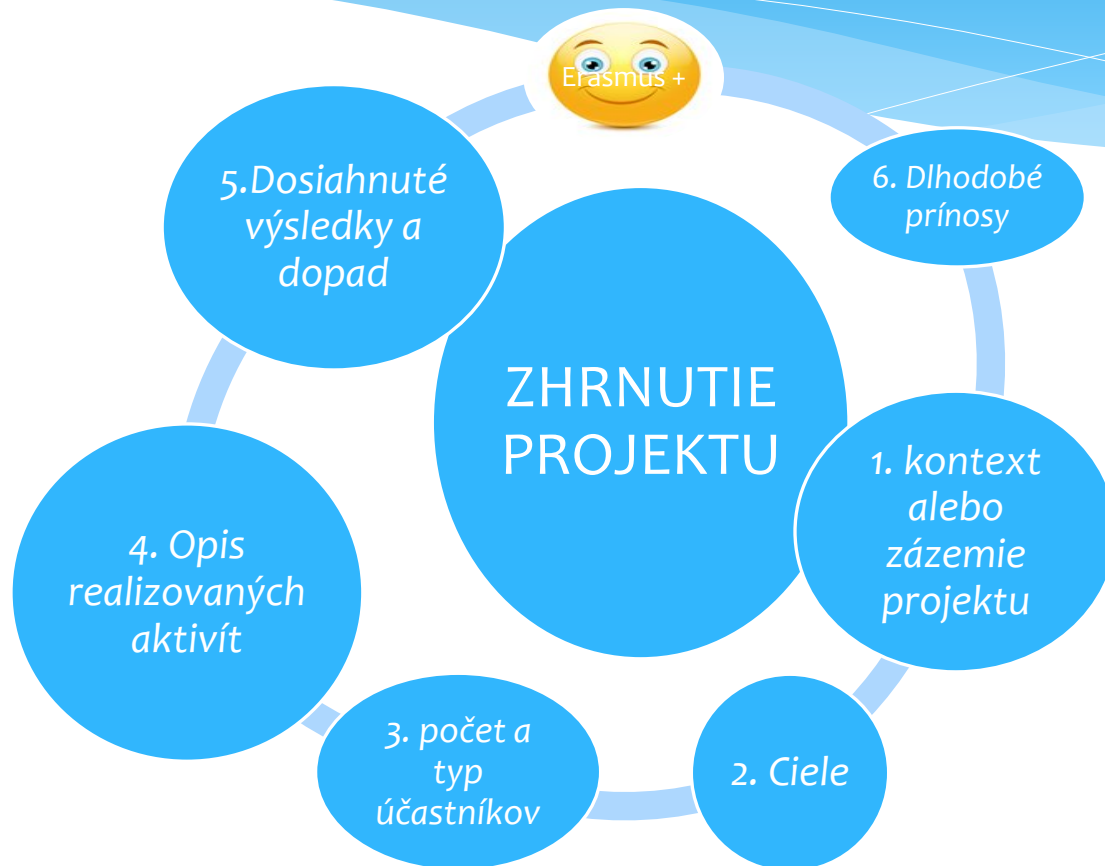 Erasmus +
5.Dosiahnuté
výsledky a
dopad
6. Dlhodobé
prínosy
ZHRNUTIE
PROJEKTU
1. kontext
alebo
zázemie
projektu
4. Opis
realizovaných
aktivít
3. počet a
typ
účastníkov
2. Ciele